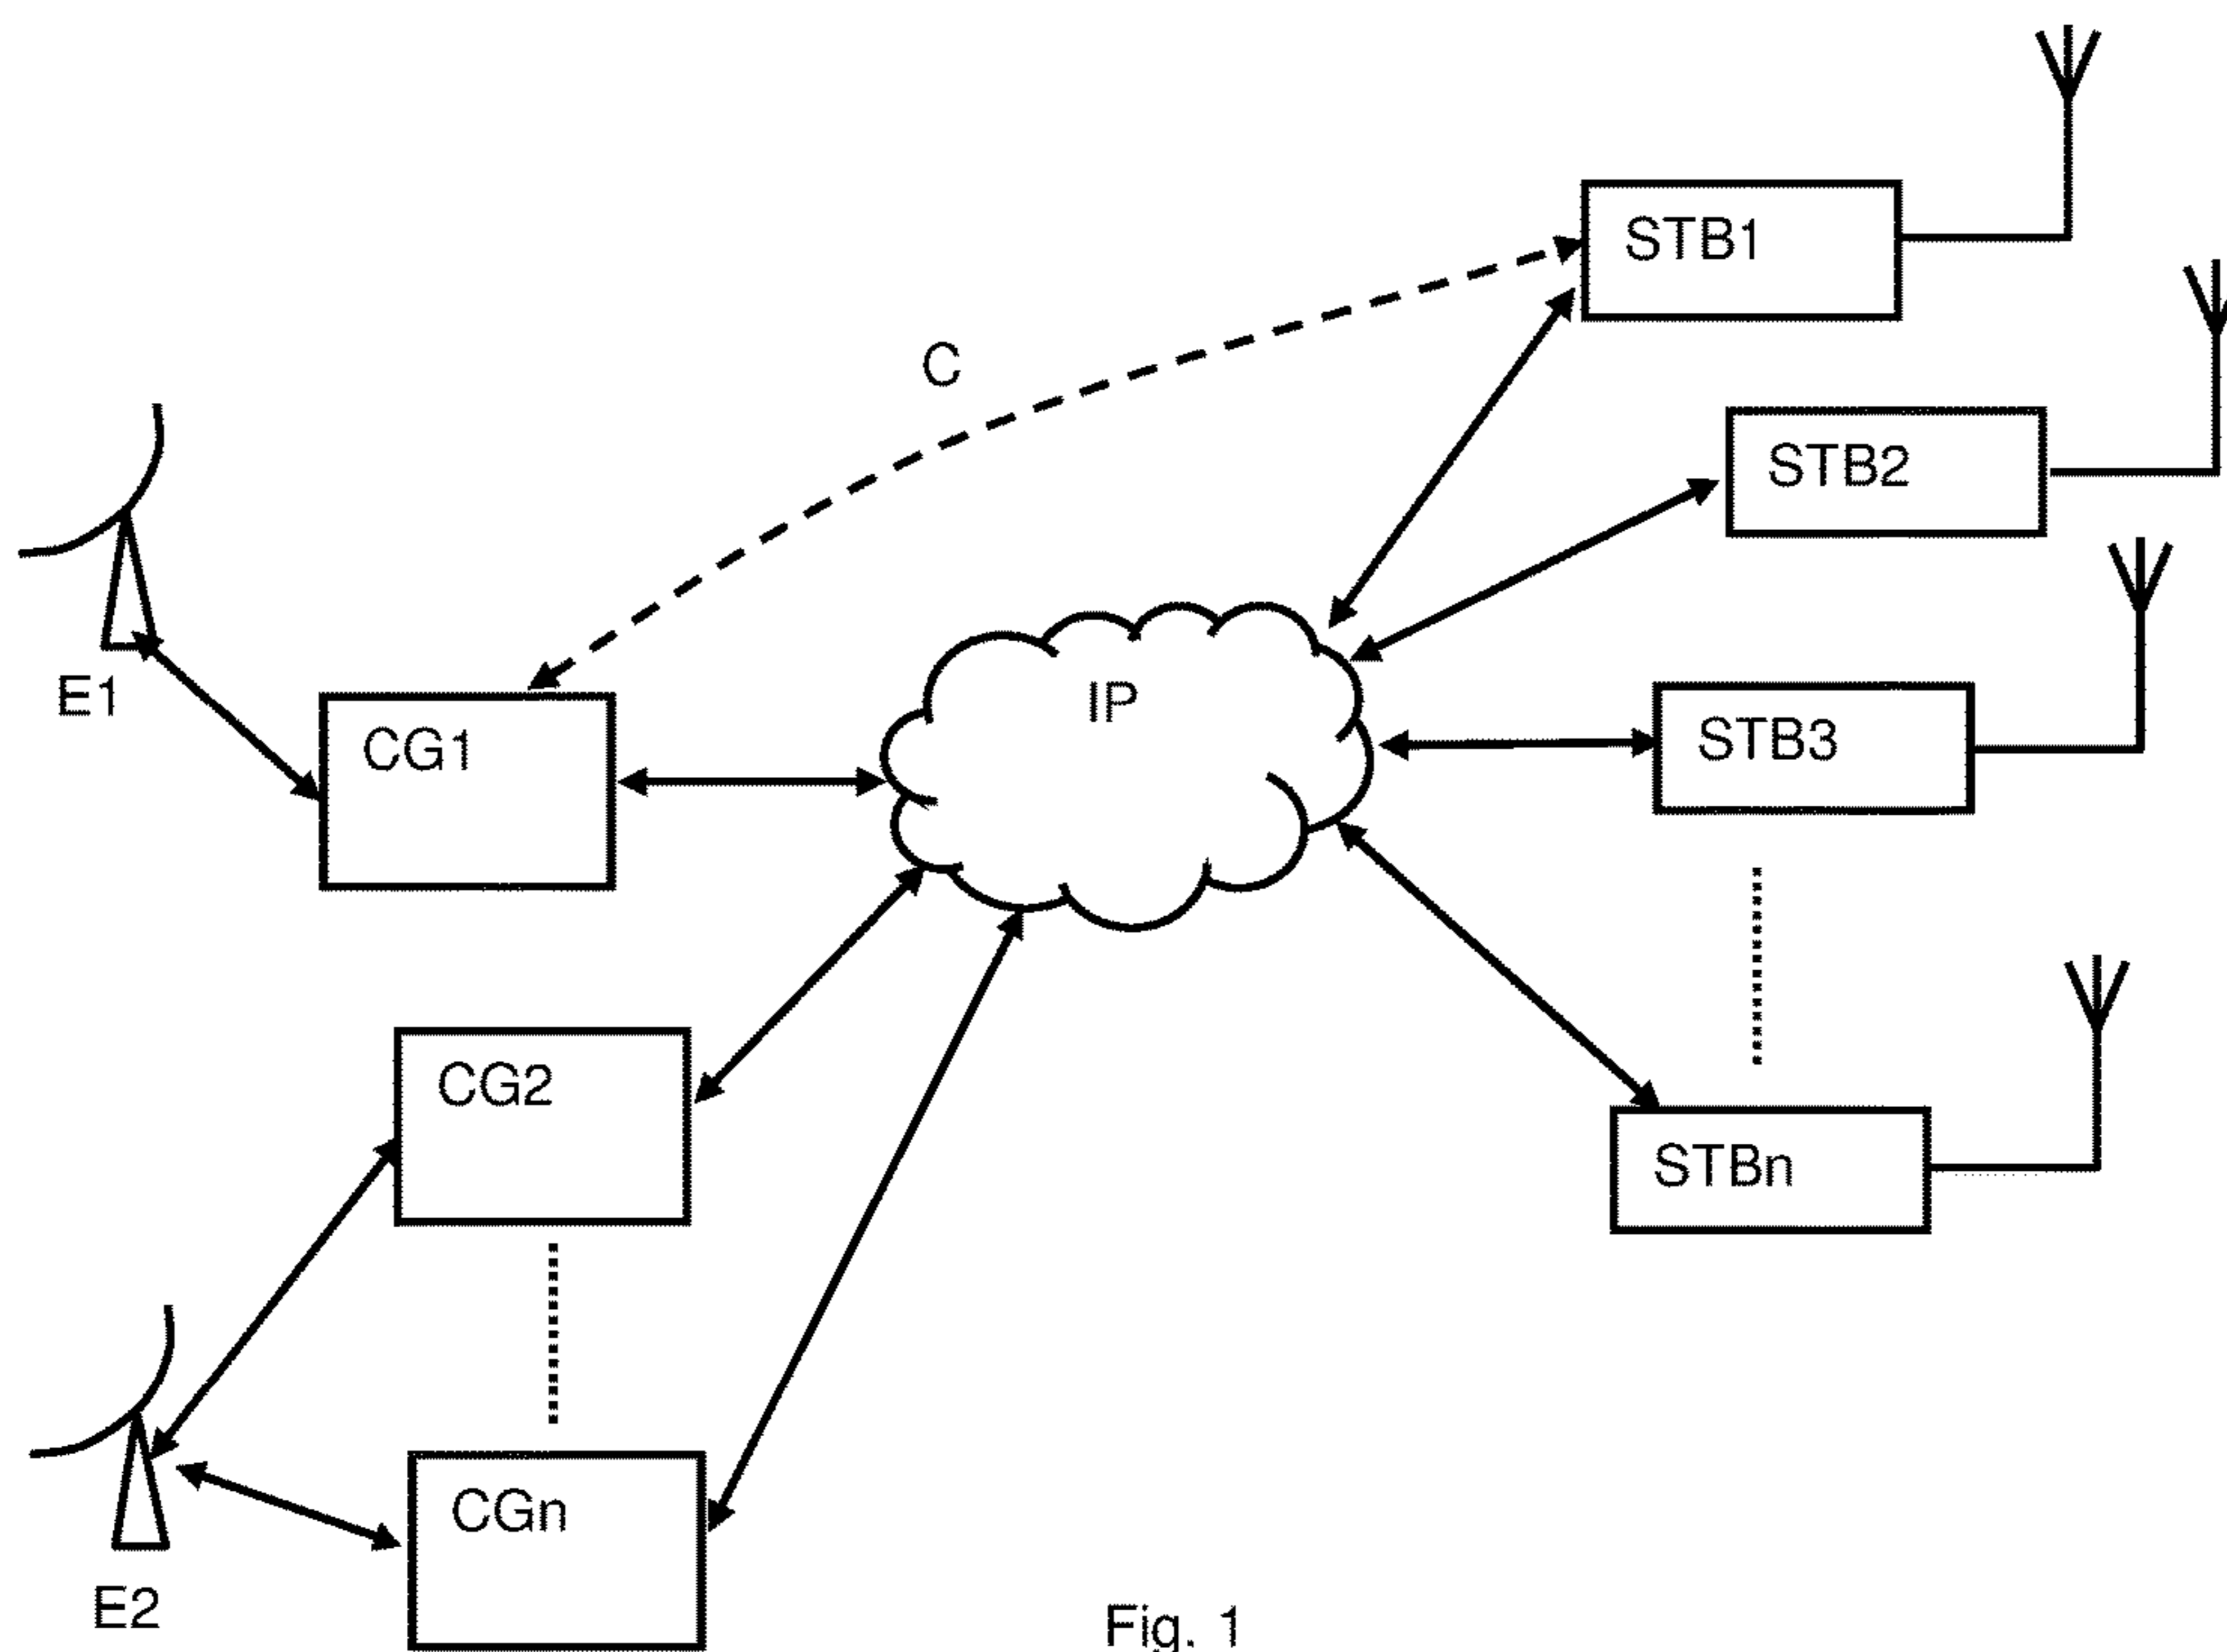 STB1
C
STB2
E1
CG1
IP
STB3
CG2
STBn
CGn
E2
Fig. 1